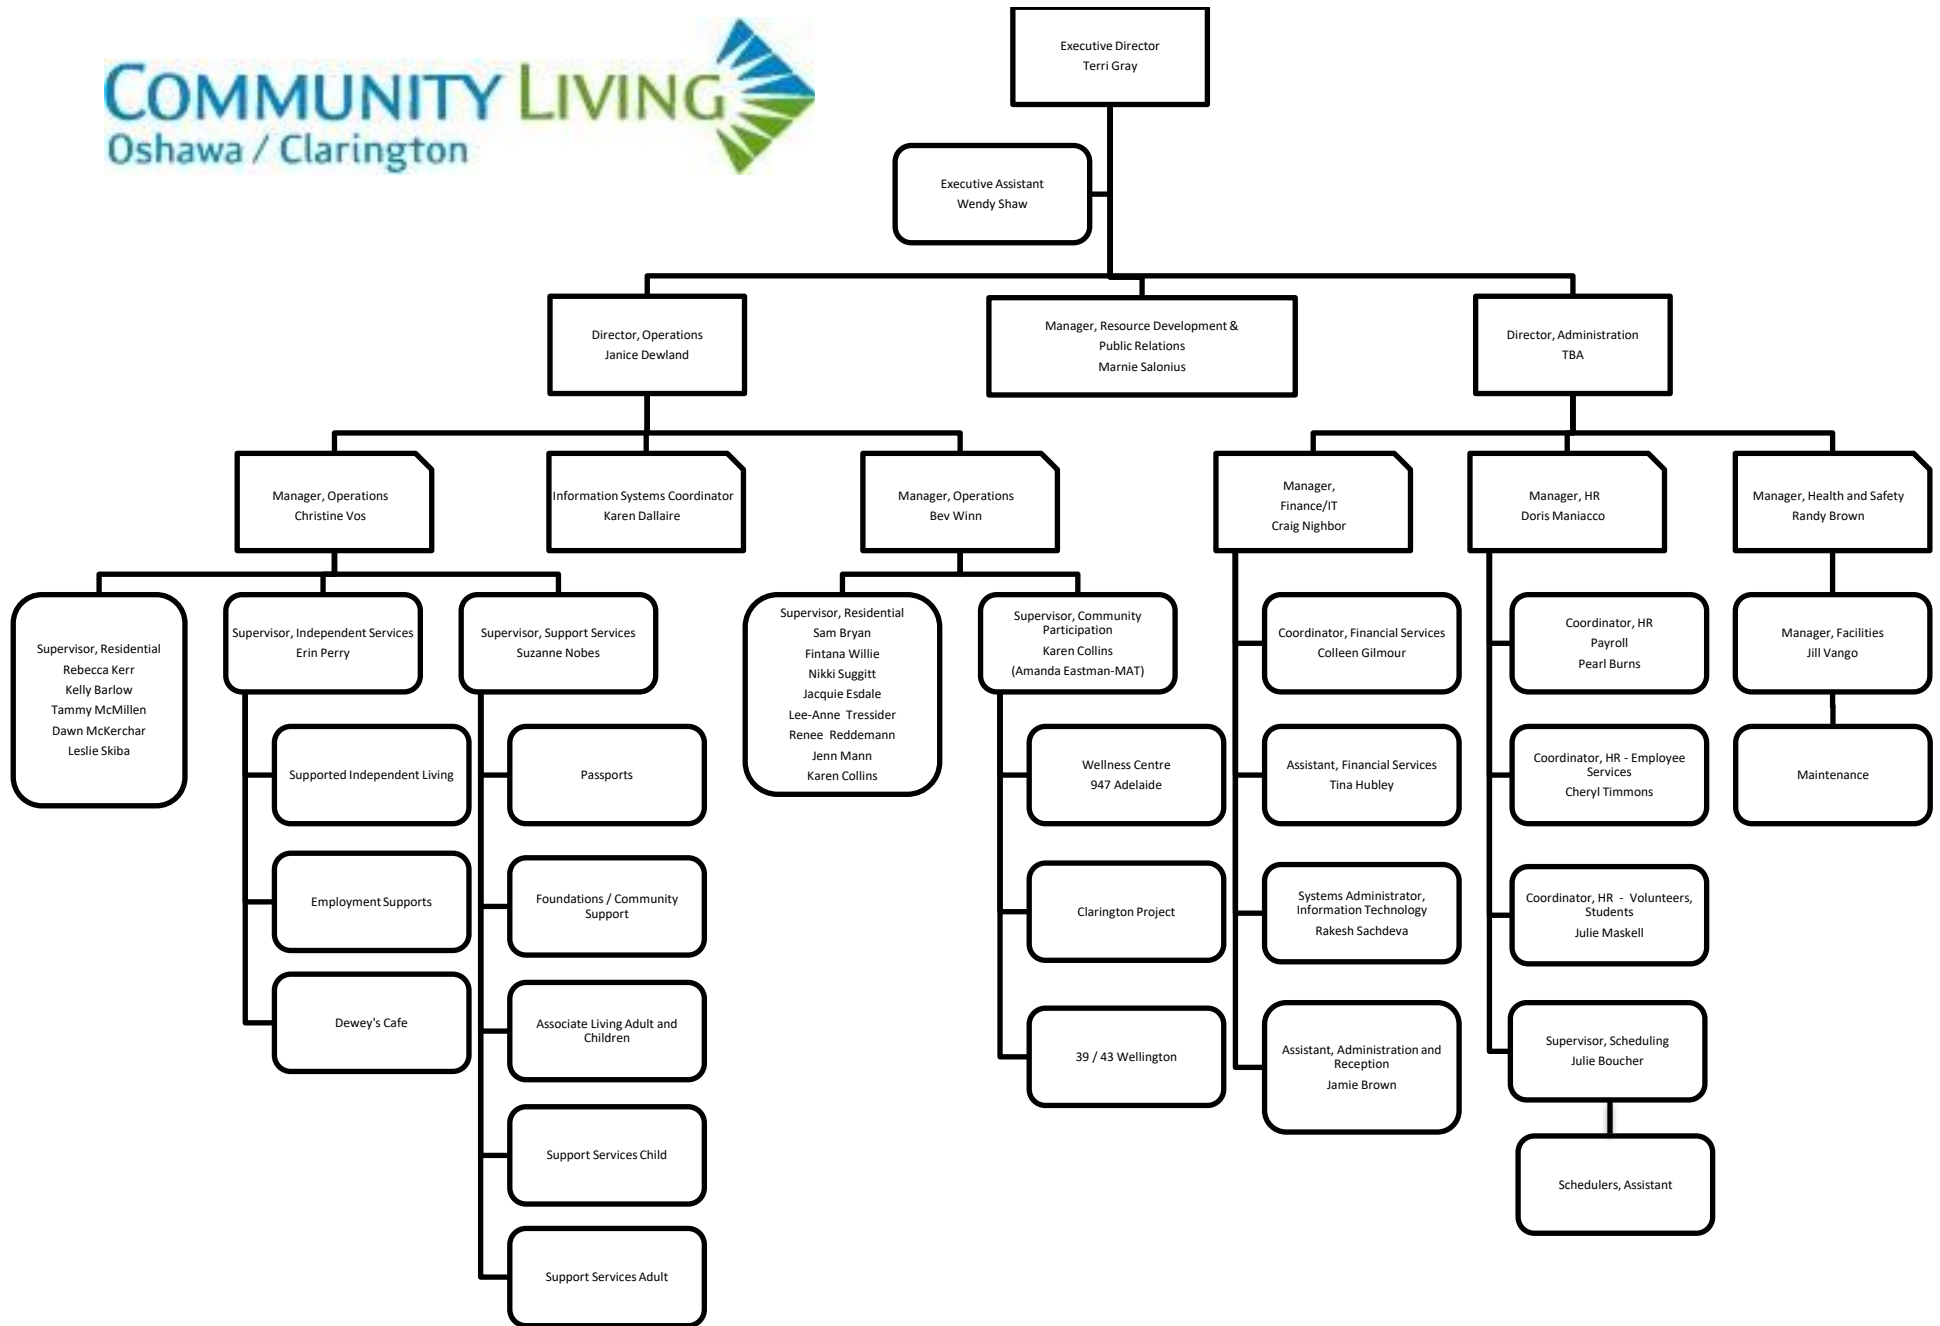 COMMUNITY LIVING
Oshawa / Clarington
Executive Director
Terri Gray
Executive Assistant
Wendy Shaw
Director, Operations
Janice Dewland
Manager, Resource Development &
Public Relations
Marnie Salonius
Director, Administration
TBA
Manager, Operations
Christine Vos
Information Systems Coordinator
Karen Dallaire
Manager, Operations
Bev Winn
Manager,
Finance/IT
Craig Nighbor
Manager, HR
Doris Maniacco
Manager, Health and Safety
Randy Brown
Supervisor, Residential
Rebecca Kerr
Kelly Barlow
Tammy McMillen
Dawn McKerchar
Leslie Skiba
Supervisor, Independent Services
Erin Perry
Supervisor, Support Services
Suzanne Nobes
Supervisor, Residential
Sam Bryan
Fintana Willie
Nikki Suggitt
Jacquie Esdale
Lee-Anne Tressider
Renee Reddemann
Jenn Mann
Karen Collins
Supervisor, Community
Participation
Karen Collins
(Amanda Eastman-MAT)
Coordinator, Financial Services
Colleen Gilmour
Coordinator, HR
Payroll
Pearl Burns
Manager, Facilities
Jill Vango
Supported Independent Living
Passports
Wellness Centre
947 Adelaide
Assistant, Financial Services
Tina Hubley
Coordinator, HR - Employee
Services
Cheryl Timmons
Maintenance
Employment Supports
Foundations / Community
Support
Clarington Project
Systems Administrator,
Information Technology
Rakesh Sachdeva
Coordinator, HR - Volunteers,
Students
Julie Maskell
Dewey's Cafe
Associate Living Adult and
Children
39 / 43 Wellington
Assistant, Administration and
Reception
Jamie Brown
Supervisor, Scheduling
Julie Boucher
Support Services Child
Schedulers, Assistant
Support Services Adult